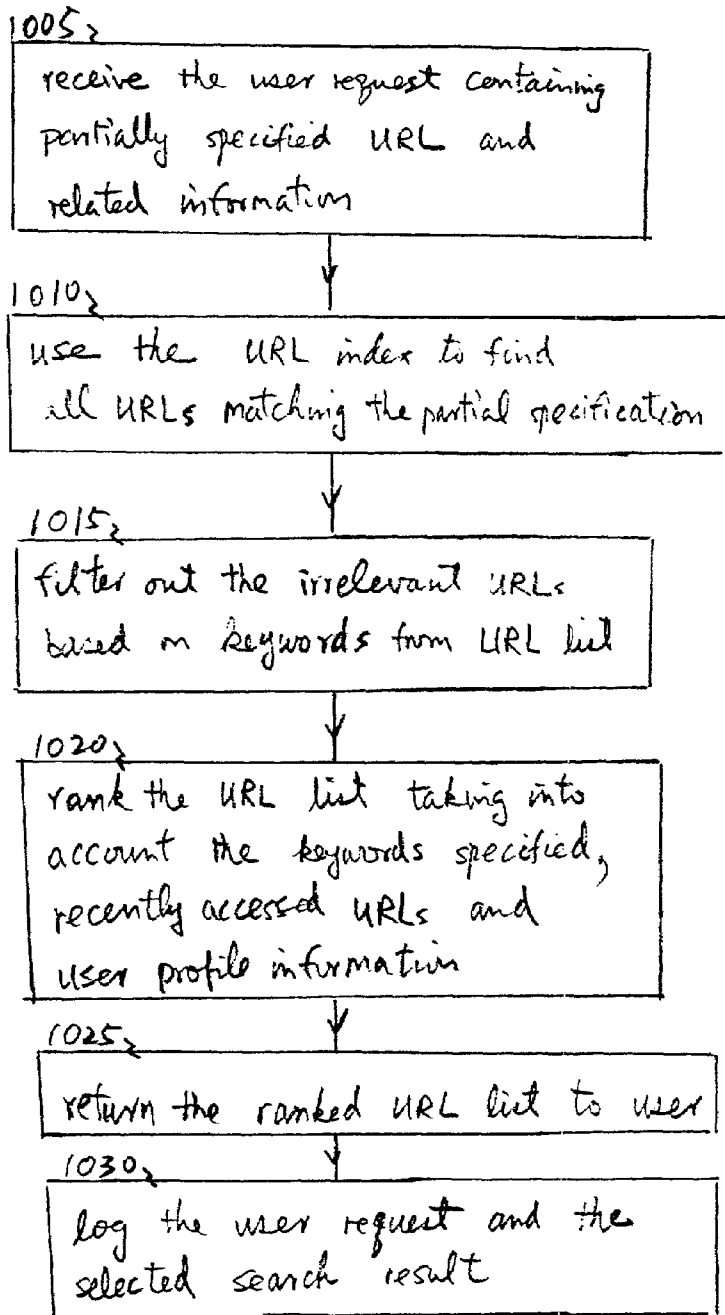 1005
receive the user request containing
partially specified URL and
related information
1010
use the URL index to find
all URLs matching the partial specification
1015
filter out the irrelevant URLs
based on keywords from URL list
1020
rank the URL list taking into
account the keywords specified,
recently accessed URLs and
user profile information
1025
return the ranked URL list to user
1030
log the user request and the
selected search result